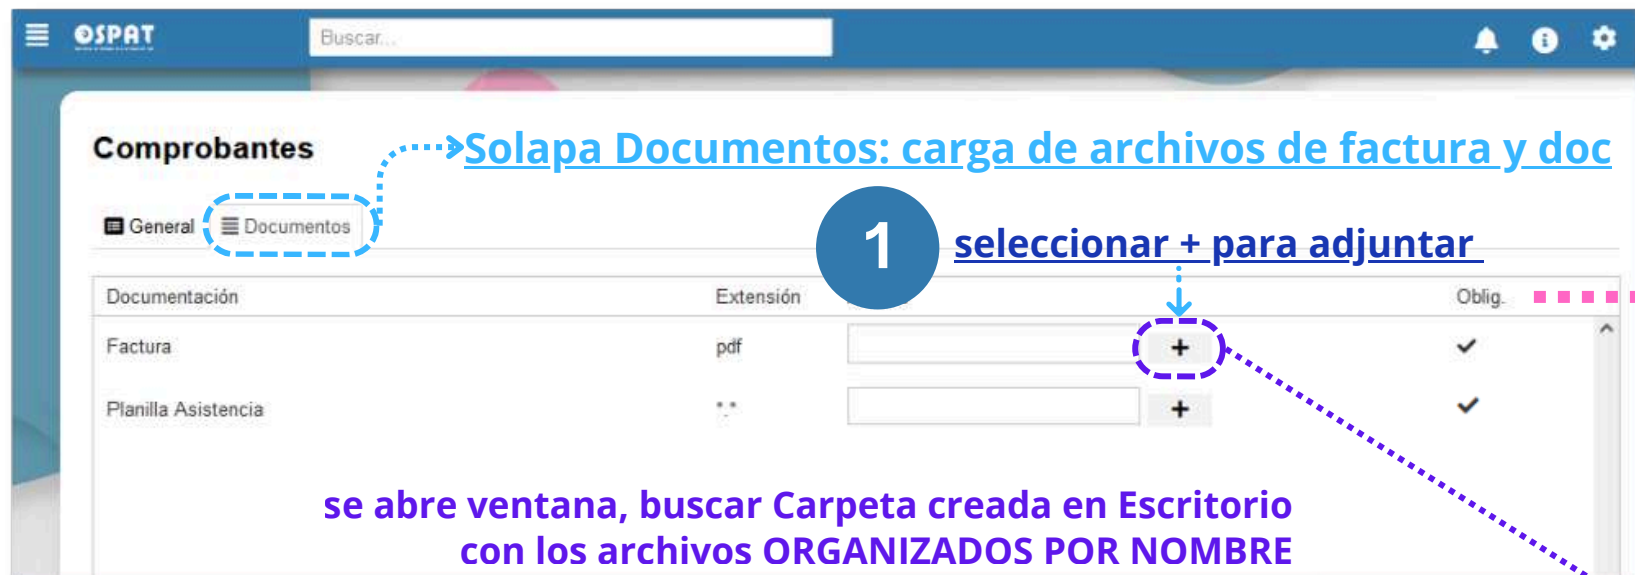 OSPAT
Buscar...
Comprobantes
Solapa Documentos: carga de archivos de factura y doc
General
Documentos
1
seleccionar + para adjuntar
Documentación Extensión Oblig.
Factura pdf +
Planilla Asistencia *.* +
se abre ventana, buscar Carpeta creada en Escritorio
con los archivos ORGANIZADOS POR NOMBRE